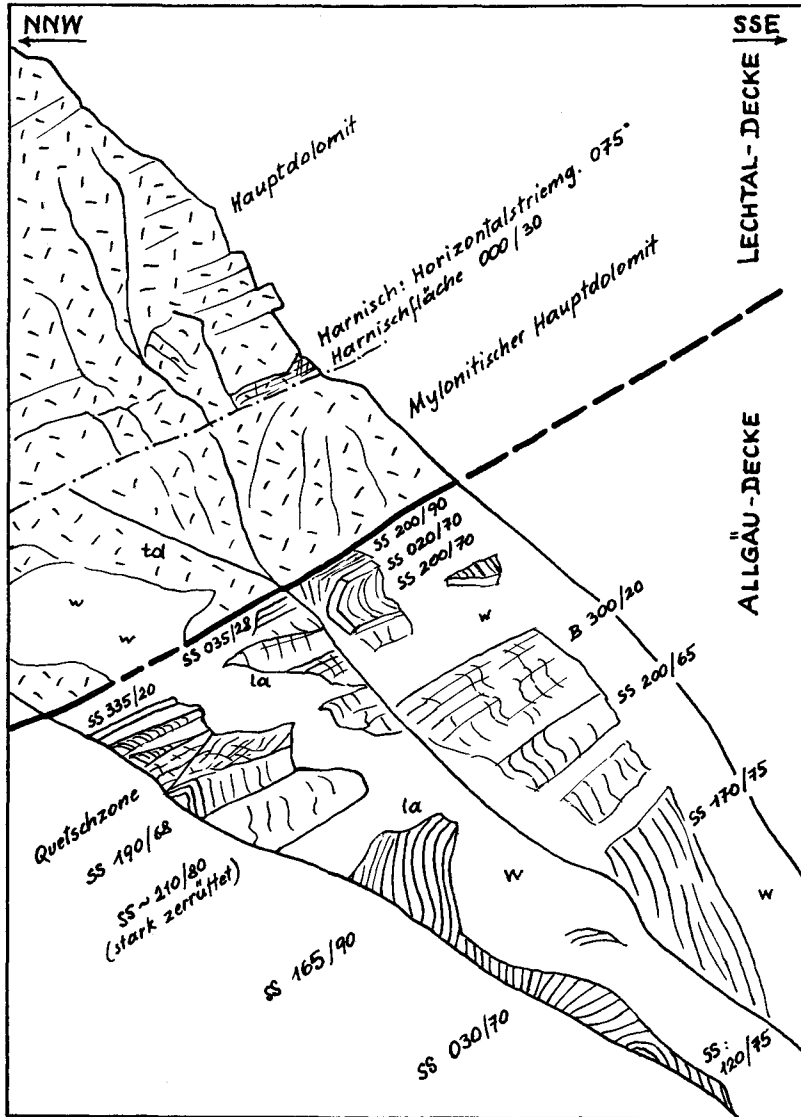 NNW
SSE
LECHTAL-DECKE
Hauptdolomit
Harnisch: Horizontalstriemg. 075°
Harnischfläche 000/30
Mylonitischer Hauptdolomit
ALLGÄU-DECKE
td
w
w
SS 200/90
SS 020/70
SS 200/70
w
SS 035/28
B 300/20
la
SS 200/65
SS 335/20
SS 170/75
la
Quetschzone
SS 190/68
SS ~ 210/80
(stark zerrüttet)
w
w
SS 165/90
SS 030/70
SS:
120/75